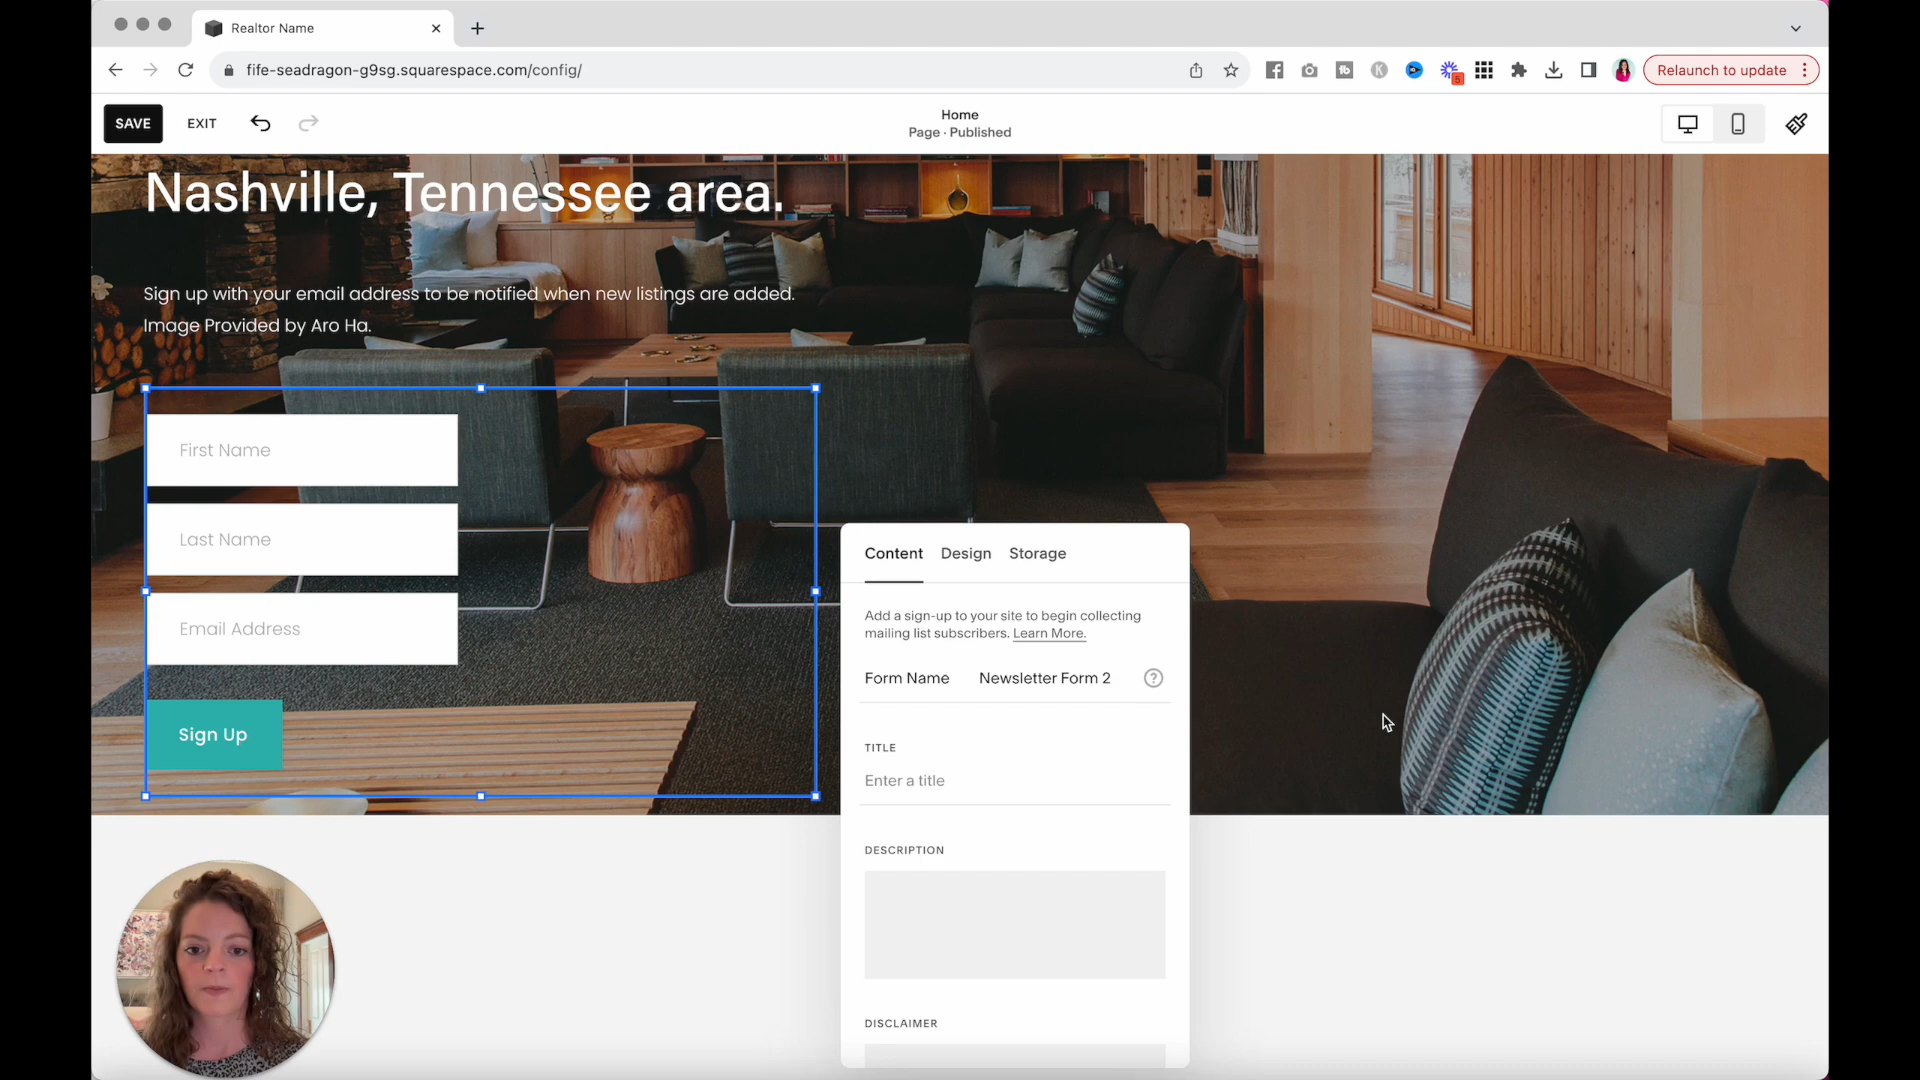 Realtor Name
fife-seadragon-g9sg.squarespace.com/config/
5
Relaunch to update
SAVE
EXIT
Home
Page · Published
Nashville, Tennessee area.
Sign up with your email address to be notified when new listings are added.
Image Provided by Aro Ha.
First Name
Last Name
Email Address
Sign Up
Content Design Storage
Add a sign-up to your site to begin collecting
mailing list subscribers. Learn More.
Form Name Newsletter Form 2 ?
TITLE
Enter a title
DESCRIPTION
DISCLAIMER